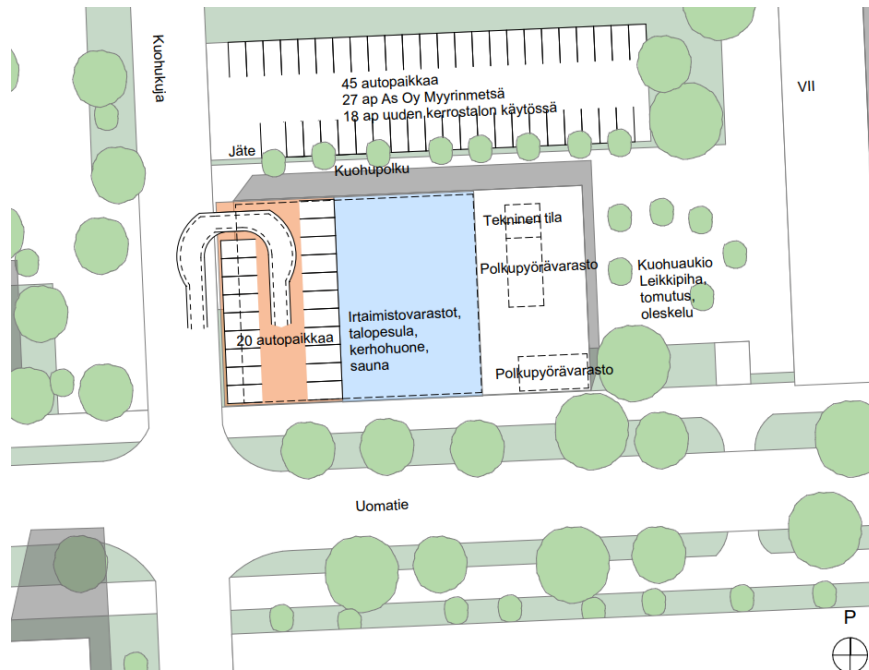 Kuohukuja
45 autopaikkaa
27 ap As Oy Myyrinmetsä
18 ap uuden kerrostalon käytössä
VII
Jäte
Kuohupolku
Tekninen tila
Polkupyörävarasto
Kuohuaukio
Leikkipiha,
tomutus,
oleskelu
Irtaimistovarastot,
talopesula,
kerhohuone,
sauna
20 autopaikkaa
Polkupyörävarasto
Uomatie
P